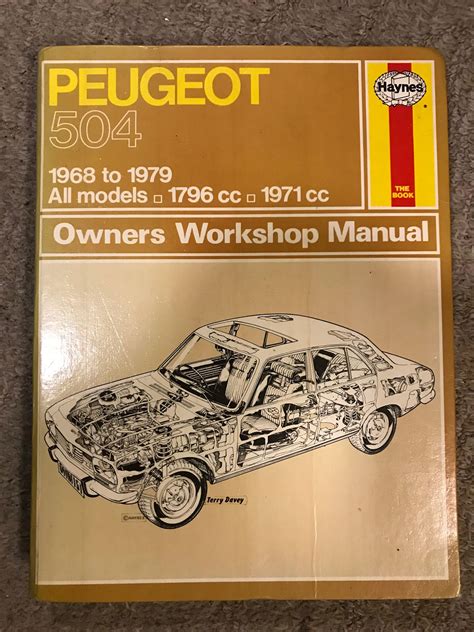 PEUGEOT
504
Haynes
1968 to 1979
All models □ 1796 cc □ 1971 cc
THE
BOOK
Owners Workshop Manual
Terry Davey
©HAYNES